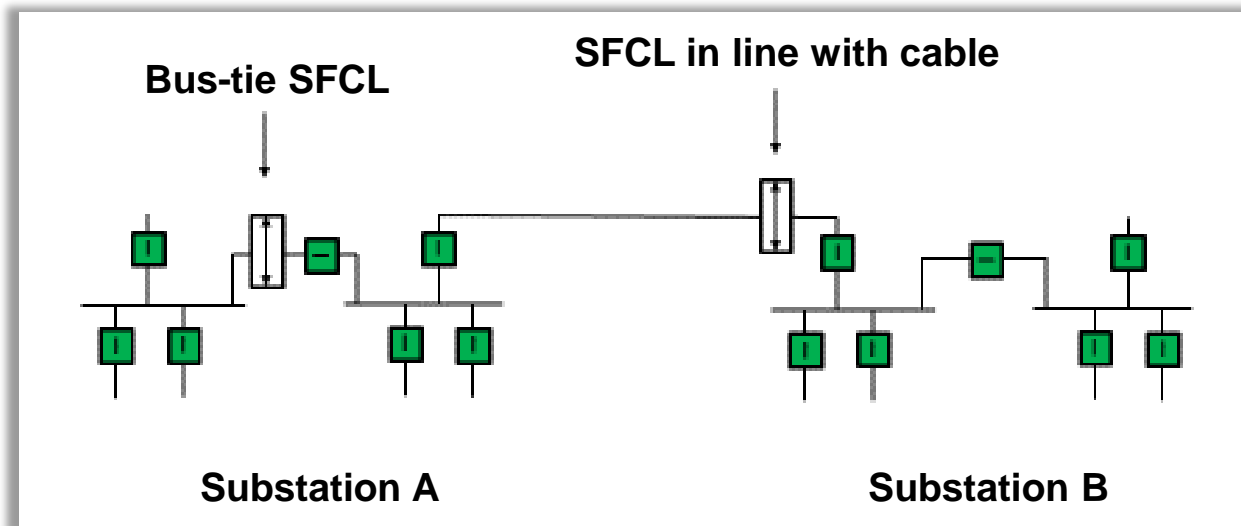 SFCL in line with cable
Bus-tie SFCL
Substation A
Substation B